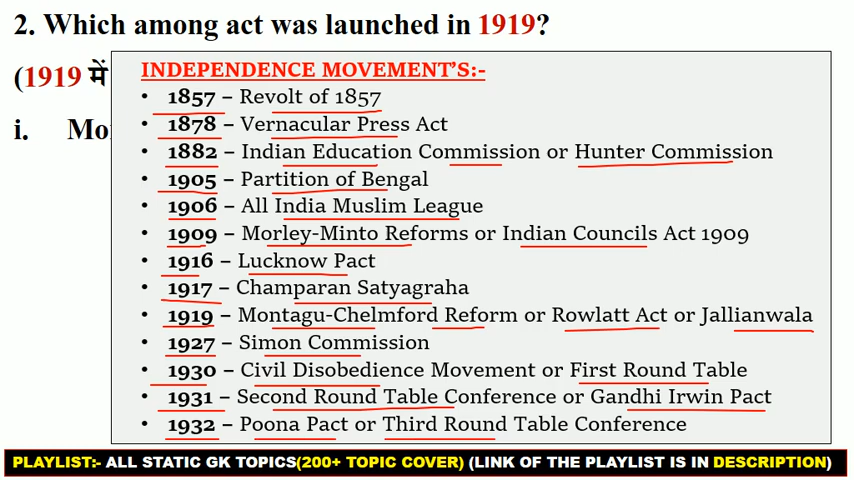 2. Which among act was launched in 1919?
(1919 में
INDEPENDENCE MOVEMENT'S:-
• 1857 – Revolt of 1857
• 1878 – Vernacular Press Act
i.
• 1882 – Indian Education Commission or Hunter Commission
• 1905 – Partition of Bengal
• 1906 – All India Muslim League
• 1909 – Morley-Minto Reforms or Indian Councils Act 1909
• 1916 – Lucknow Pact
• 1917 – Champaran Satyagraha
• 1919 – Montagu-Chelmford Reform or Rowlatt Act or Jallianwala
• 1927 – Simon Commission
• 1930 – Civil Disobedience Movement or First Round Table
• 1931 – Second Round Table Conference or Gandhi Irwin Pact
• 1932 – Poona Pact or Third Round Table Conference
PLAYLIST:- ALL STATIC GK TOPICS(200+ TOPIC COVER) (LINK OF THE PLAYLIST IS IN DESCRIPTION)